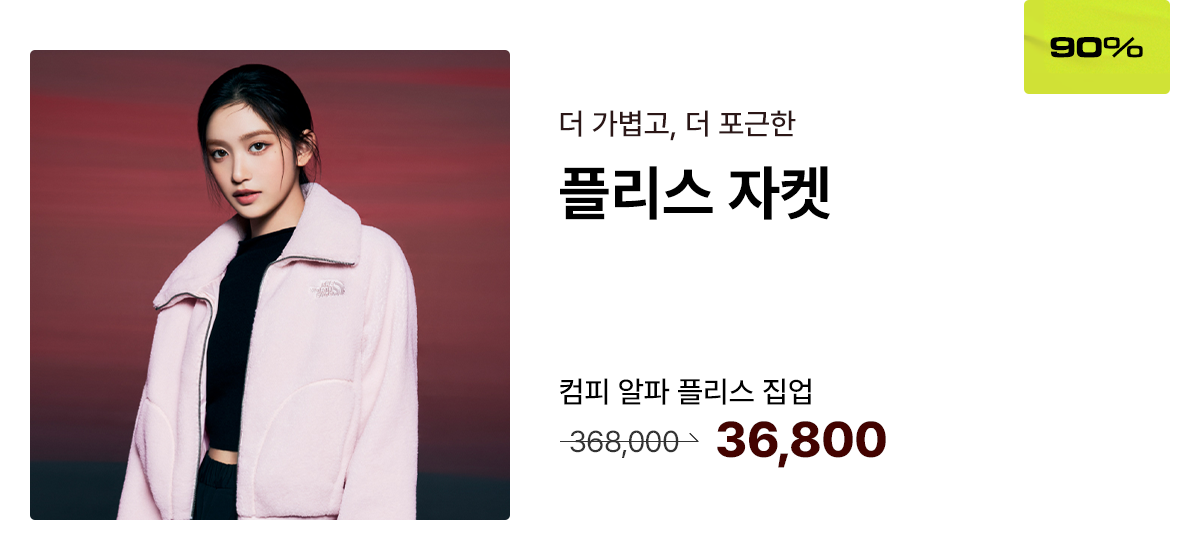 90%
더 가볍고, 더 포근한
플리스 자켓
컴피 알파 플리스 집업
368,000 36,800